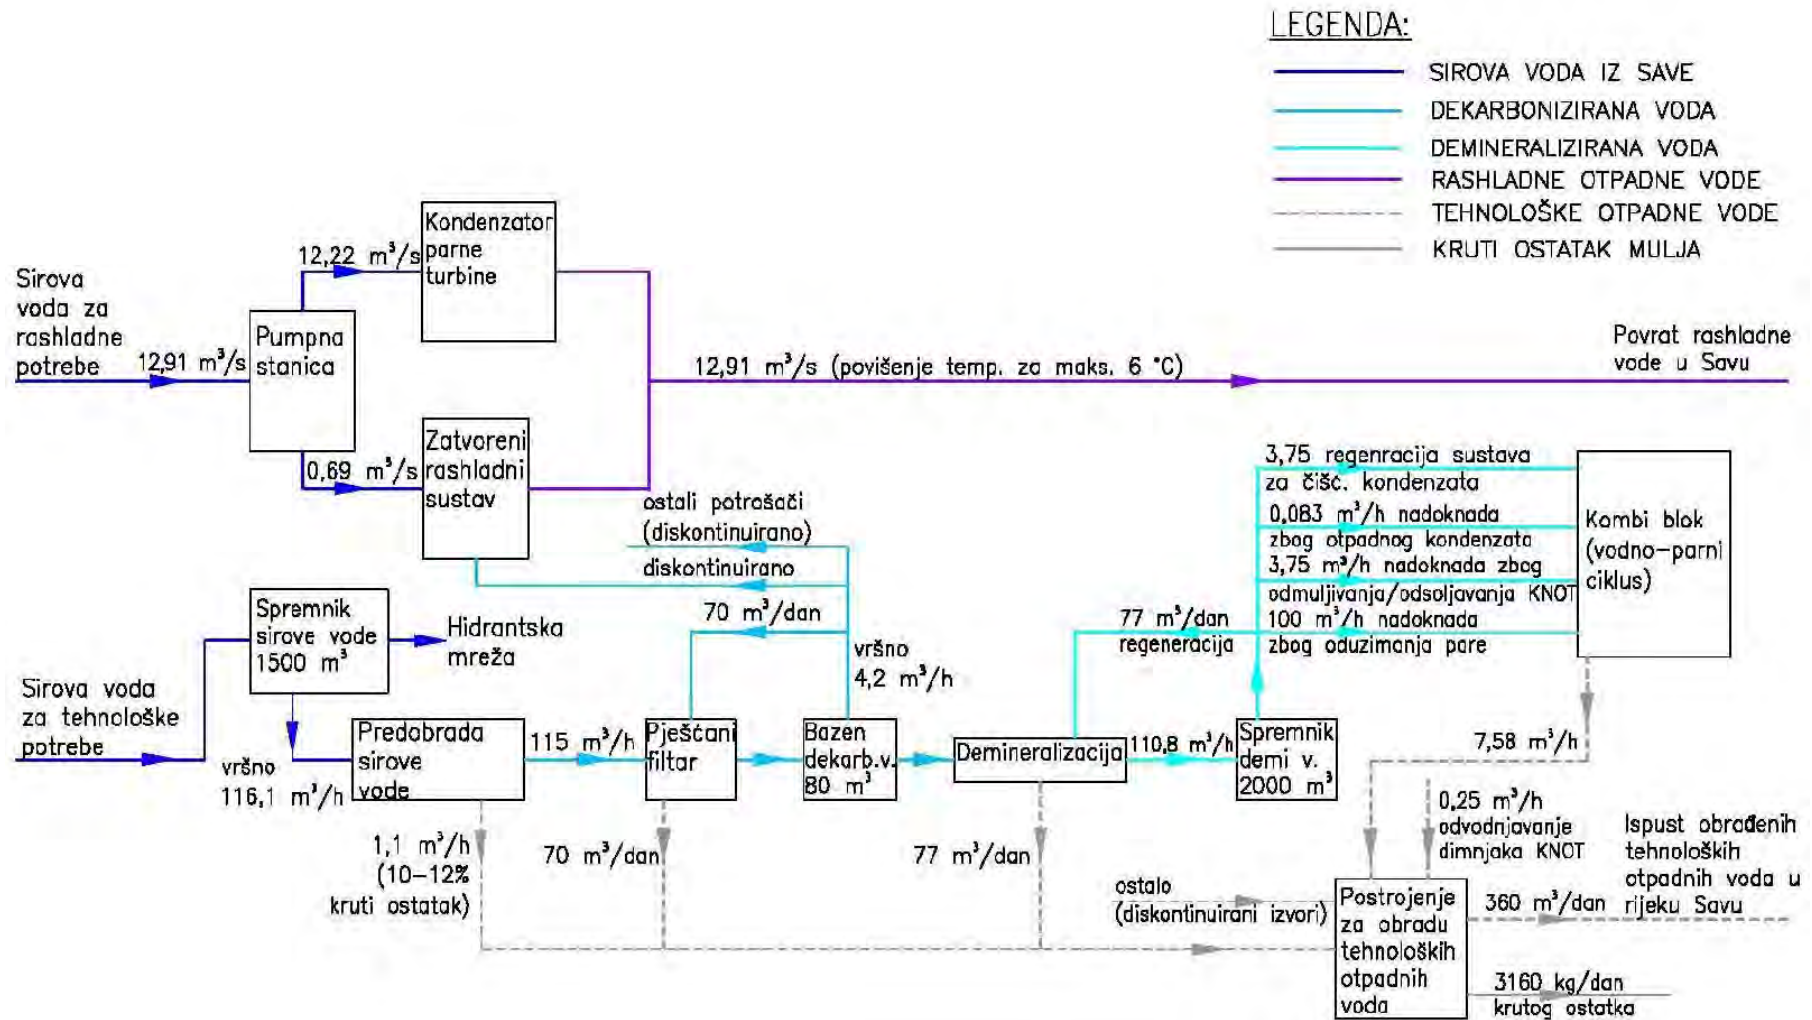 LEGENDA:
SIROVA VODA IZ SAVE
DEKARBONIZIRANA VODA
DEMINERALIZIRANA VODA
RASHLADNE OTPADNE VODE
TEHNOLOŠKE OTPADNE VODE
KRUTI OSTATAK MULJA
Sirova
voda za
rashladne
potrebe
12,91 m³/s
Pumpna
stanica
12,22 m³/s
Kondenzator
parne
turbine
0,69 m³/s
Zatvoreni
rashladni
sustav
12,91 m³/s (povišenje temp. za maks. 6 °C)
Povrat rashladne
vode u Savu
ostali potrošači
(diskontinuirano)
diskontinuirano
70 m³/dan
vršno
4,2 m³/h
Sirova voda
za tehnološke
potrebe
Spremnik
sirove vode
1500 m³
Hidrantska
mreža
vršno
116,1 m³/h
Predobrada
sirove
vode
115 m³/h
Pješčani
filtar
Bazen
dekarb.v.
80 m³
Demineralizacija
110,8 m³/h
Spremnik
demi v.
2000 m³
77 m³/dan
regeneracija
3,75 regenracija sustava
za čišć. kondenzata
0,083 m³/h nadoknada
zbog otpadnog kondenzata
3,75 m³/h nadoknada zbog
odmuljivanja/odsoljavanja KNOT
100 m³/h nadoknada
zbog oduzimanja pare
Kombi blok
(vodno-parni
ciklus)
7,58 m³/h
0,25 m³/h
odvodnjavanje
dimnjaka KNOT
1,1 m³/h
(10-12%
kruti ostatak)
70 m³/dan
77 m³/dan
ostalo
(diskontinuirani izvori)
Postrojenje
za obradu
tehnoloških
otpadnih
voda
360 m³/dan
Ispust obrađenih
tehnoloških
otpadnih voda u
rijeku Savu
3160 kg/dan
krutog ostatka